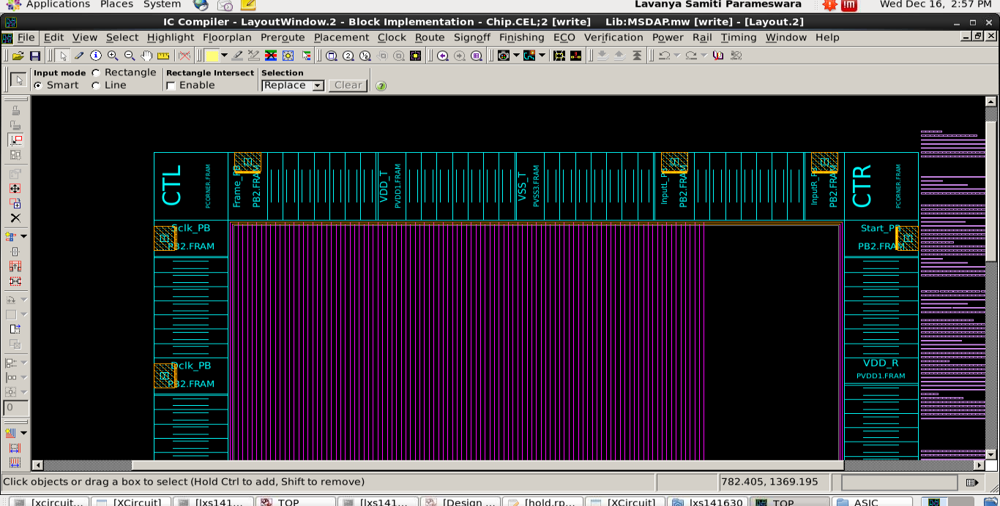 Applications Places System Lavanya Samiti Parameswara Wed Dec 16, 2:57 PM
IC Compiler - LayoutWindow.2 - Block Implementation - Chip.CEL;2 [write] Lib:MSDAP.mw [write] - [Layout.2]
File Edit View Select Highlight Floorplan Preroute Placement Clock Route Signoff Finishing ECO Verification Power Rail Timing Window Help
Input mode Rectangle Rectangle Intersect Selection
Smart Line Enable Replace Clear
CTL
PCORNER.FRAM
Frame_PB
PB2.FRAM
VDD_T
PVDD1.FRAM
VSS_T
PVSS3.FRAM
InputL_P
PB2.FRAM
InputR_P
PB2.FRAM
CTR
PCORNER.FRAM
Sclk_PB
PB2.FRAM
Start_PB
PB2.FRAM
Dclk_PB
PB2.FRAM
VDD_R
PVDD1.FRAM
0
Click objects or drag a box to select (Hold Ctrl to add, Shift to remove) 782.405, 1369.195
[xcircuit... [XCircuit] [lxs141... TOP [lxs141... [Design ... [hold.rp... [XCircuit] lxs141630 TOP ASIC